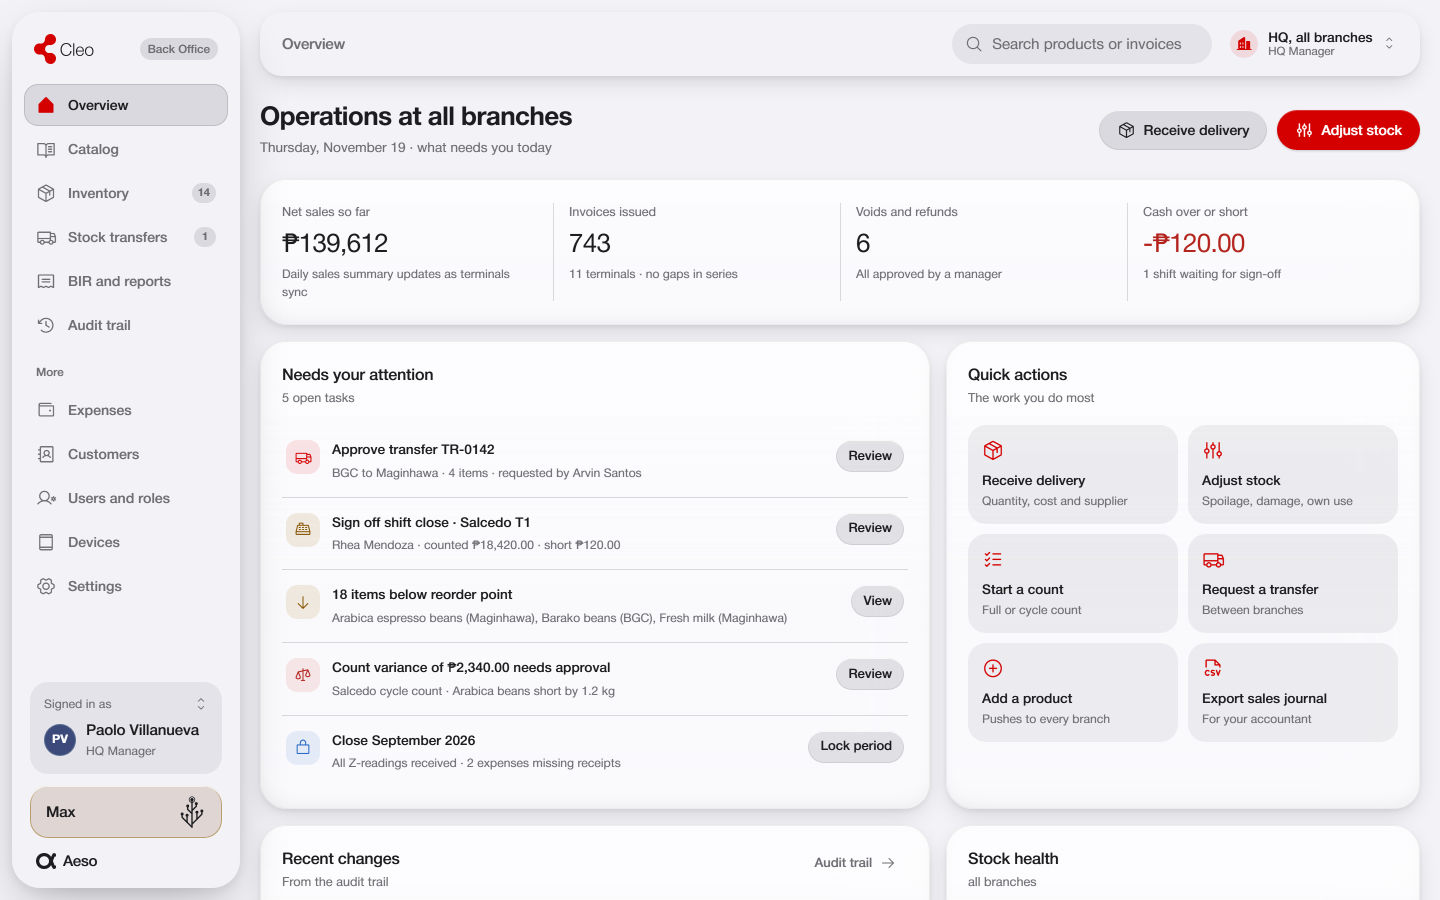 Cleo
Back Office
Overview
Catalog
Inventory 14
Stock transfers 1
BIR and reports
Audit trail
More
Expenses
Customers
Users and roles
Devices
Settings
Signed in as
PV
Paolo Villanueva
HQ Manager
Max
Aeso
Overview
Search products or invoices
HQ, all branches
HQ Manager
Operations at all branches
Thursday, November 19 · what needs you today
Receive delivery
Adjust stock
Net sales so far
₱139,612
Daily sales summary updates as terminals
sync
Invoices issued
743
11 terminals · no gaps in series
Voids and refunds
6
All approved by a manager
Cash over or short
-₱120.00
1 shift waiting for sign-off
Needs your attention
5 open tasks
Approve transfer TR-0142
BGC to Maginhawa · 4 items · requested by Arvin Santos
Review
Sign off shift close · Salcedo T1
Rhea Mendoza · counted ₱18,420.00 · short ₱120.00
Review
18 items below reorder point
Arabica espresso beans (Maginhawa), Barako beans (BGC), Fresh milk (Maginhawa)
View
Count variance of ₱2,340.00 needs approval
Salcedo cycle count · Arabica beans short by 1.2 kg
Review
Close September 2026
All Z-readings received · 2 expenses missing receipts
Lock period
Quick actions
The work you do most
Receive delivery
Quantity, cost and supplier
Adjust stock
Spoilage, damage, own use
Start a count
Full or cycle count
Request a transfer
Between branches
Add a product
Pushes to every branch
CSV
Export sales journal
For your accountant
Recent changes
From the audit trail
Audit trail
Stock health
all branches